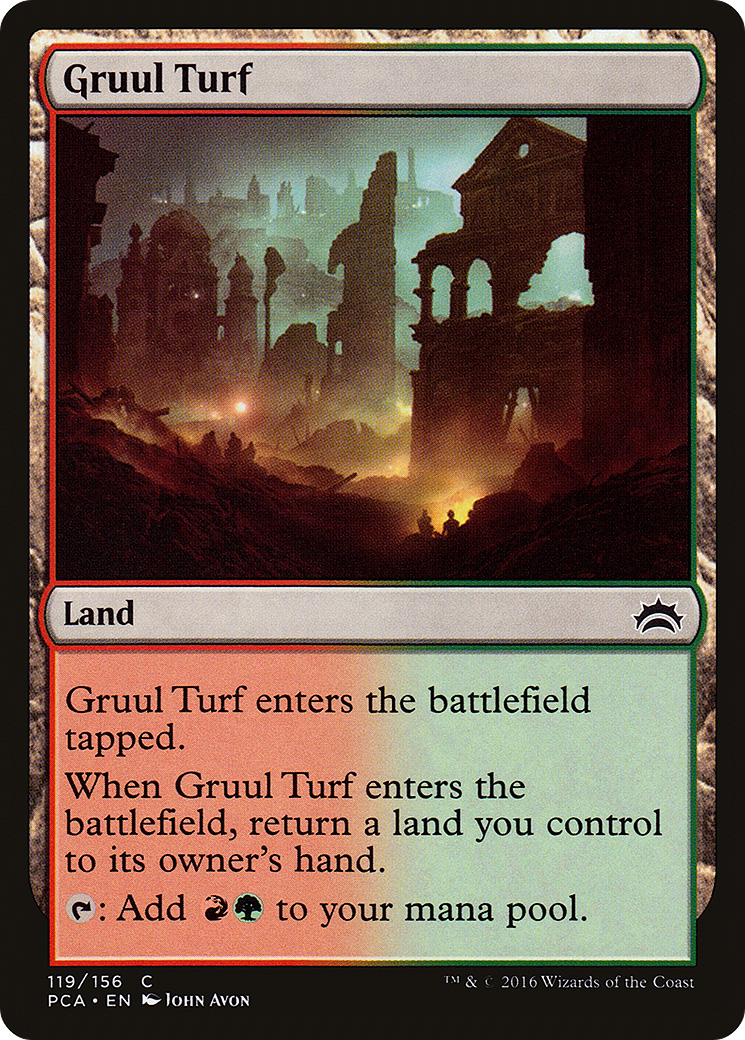 Gruul Turf
Land
Gruul Turf enters the battlefield
tapped.
When Gruul Turf enters the
battlefield, return a land you control
to its owner's hand.
: Add to your mana pool.
119/156 C
PCA • EN John Avon
™ & © 2016 Wizards of the Coast